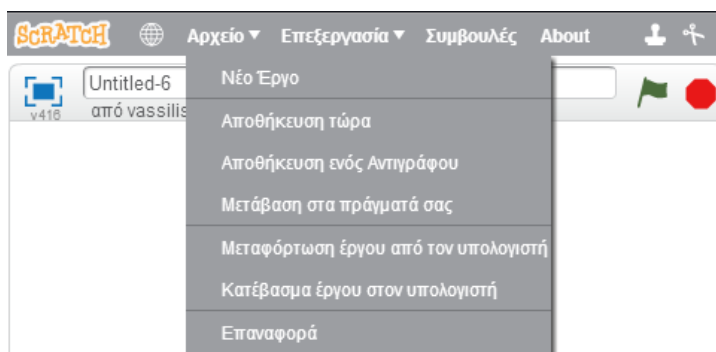 SCRATCH Αρχείο Επεξεργασία Συμβουλές About
Νέο Έργο
Untitled-6
v416 από vassilis
Αποθήκευση τώρα
Αποθήκευση ενός Αντιγράφου
Μετάβαση στα πράγματά σας
Μεταφόρτωση έργου από τον υπολογιστή
Κατέβασμα έργου στον υπολογιστή
Επαναφορά